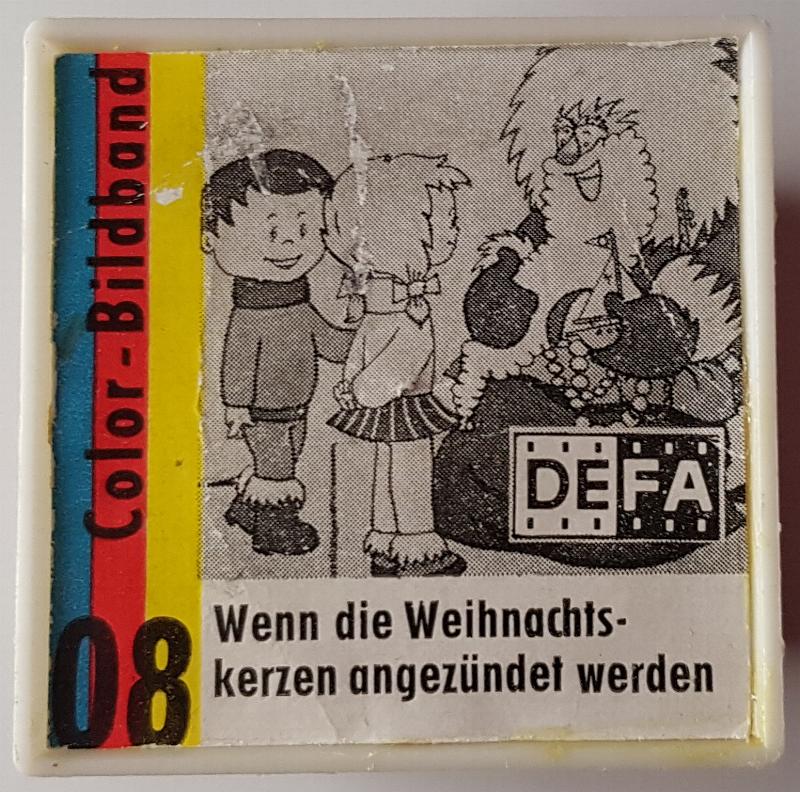 Color-Bildband
DEFA
08
Wenn die Weihnachts-
kerzen angezündet werden